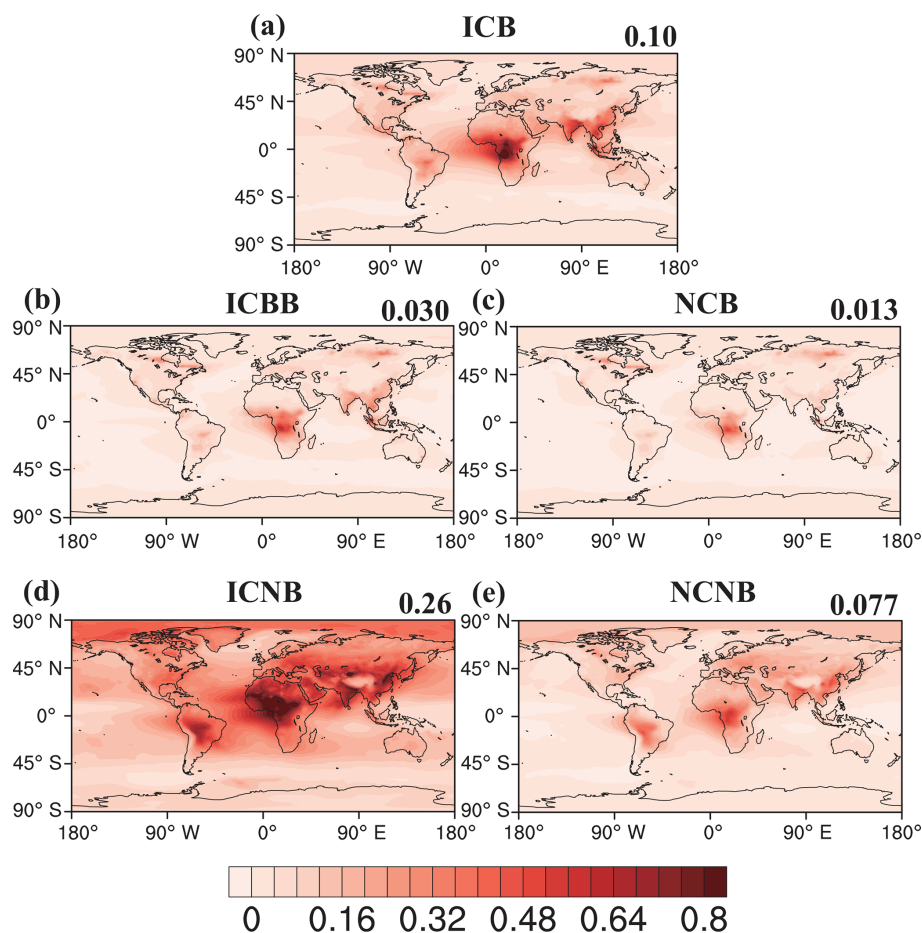 (a) ICB 0.10
90° N
45° N
0°
45° S
90° S
180° 90° W 0° 90° E 180°
(b) ICBB 0.030
90° N
45° N
0°
45° S
90° S
180° 90° W 0° 90° E 180°
(c) NCB 0.013
90° N
45° N
0°
45° S
90° S
180° 90° W 0° 90° E 180°
(d) ICNB 0.26
90° N
45° N
0°
45° S
90° S
180° 90° W 0° 90° E 180°
(e) NCNB 0.077
90° N
45° N
0°
45° S
90° S
180° 90° W 0° 90° E 180°
0 0.16 0.32 0.48 0.64 0.8